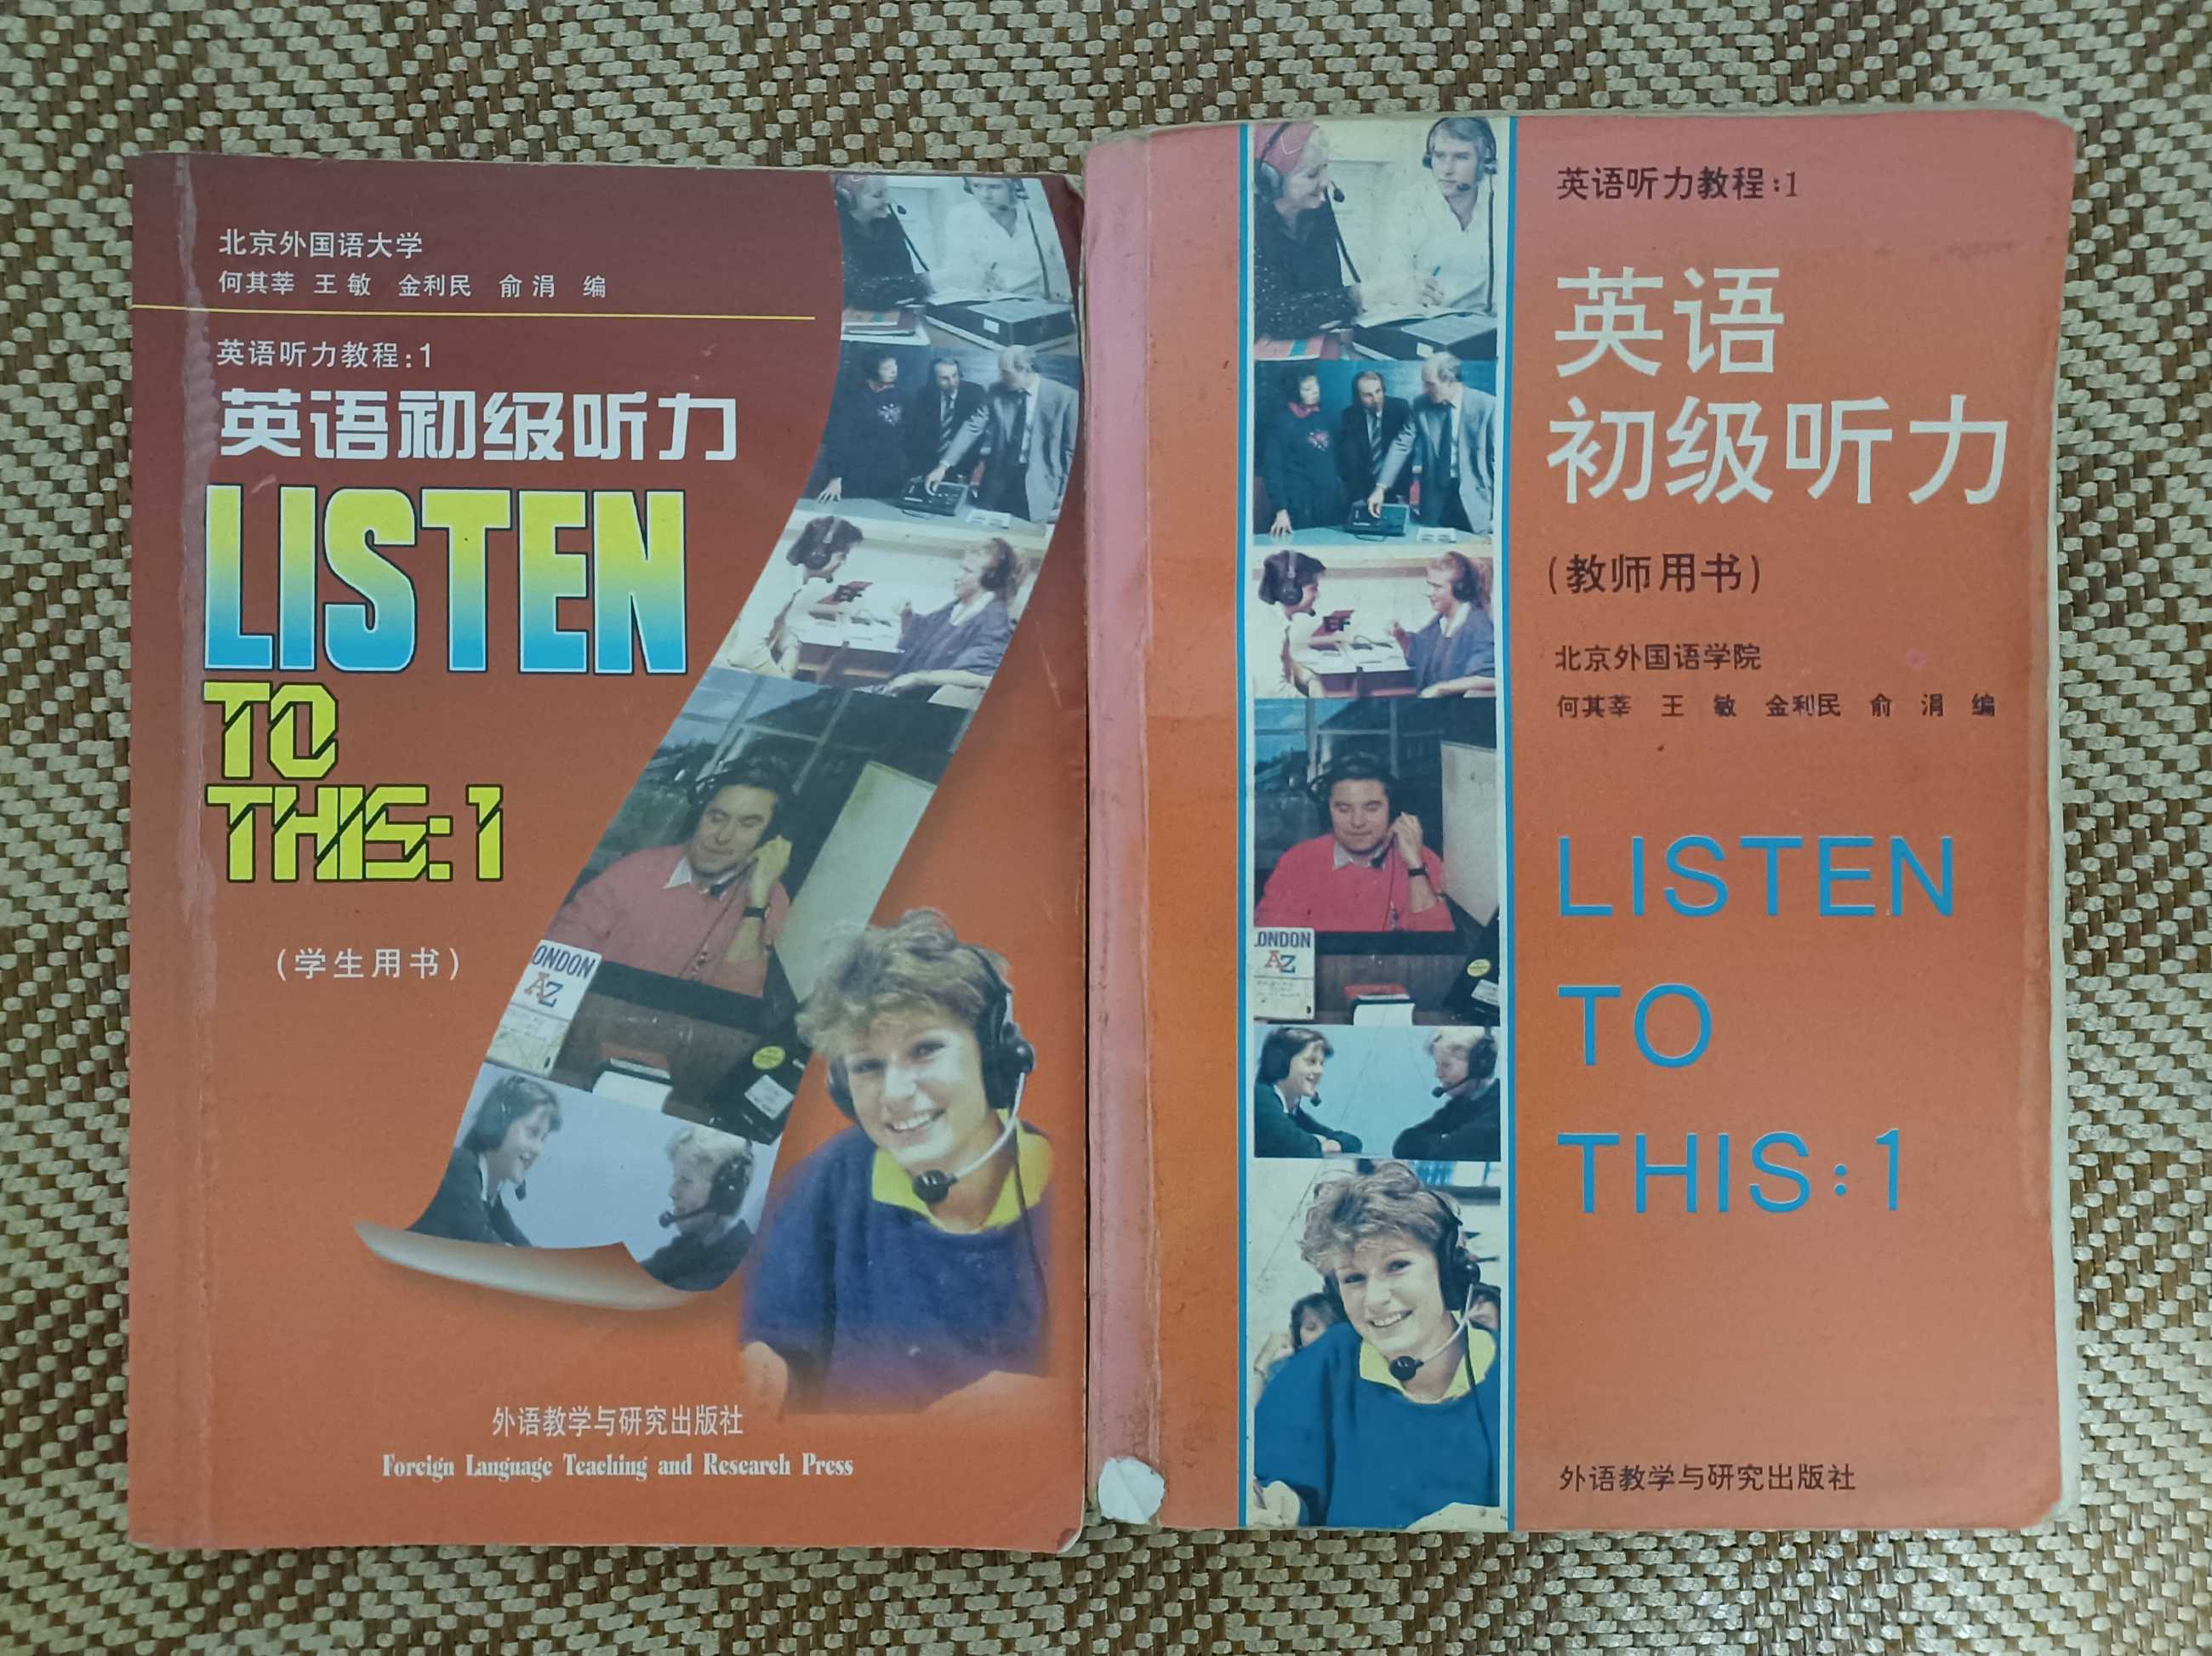 北京外国语大学
何其莘 王敏 金利民 俞涓 编
英语听力教程:1
英语初级听力
LISTEN
TO
THIS:1
(学生用书)
ONDON
AZ
外语教学与研究出版社
Foreign Language Teaching and Research Press
英语听力教程:1
英语
初级听力
(教师用书)
北京外国语学院
何其莘 王 敏 金利民 俞 涓 编
LISTEN
TO
THIS:1
ONDON
AZ
外语教学与研究出版社